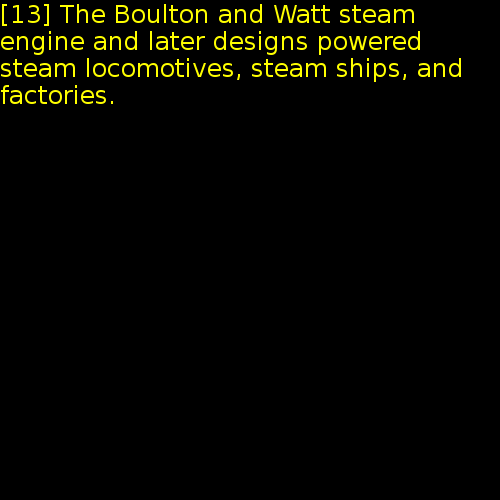 [13] The Boulton and Watt steam
engine and later designs powered
steam locomotives, steam ships, and
factories.